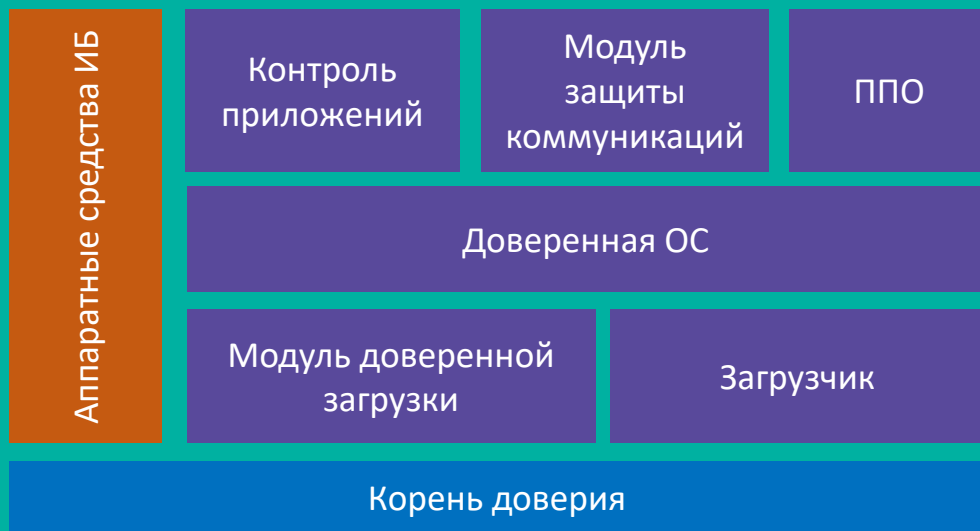 Аппаратные средства ИБ
Контроль
приложений
Модуль
защиты
коммуникаций
ППО
Доверенная ОС
Модуль доверенной
загрузки
Загрузчик
Корень доверия